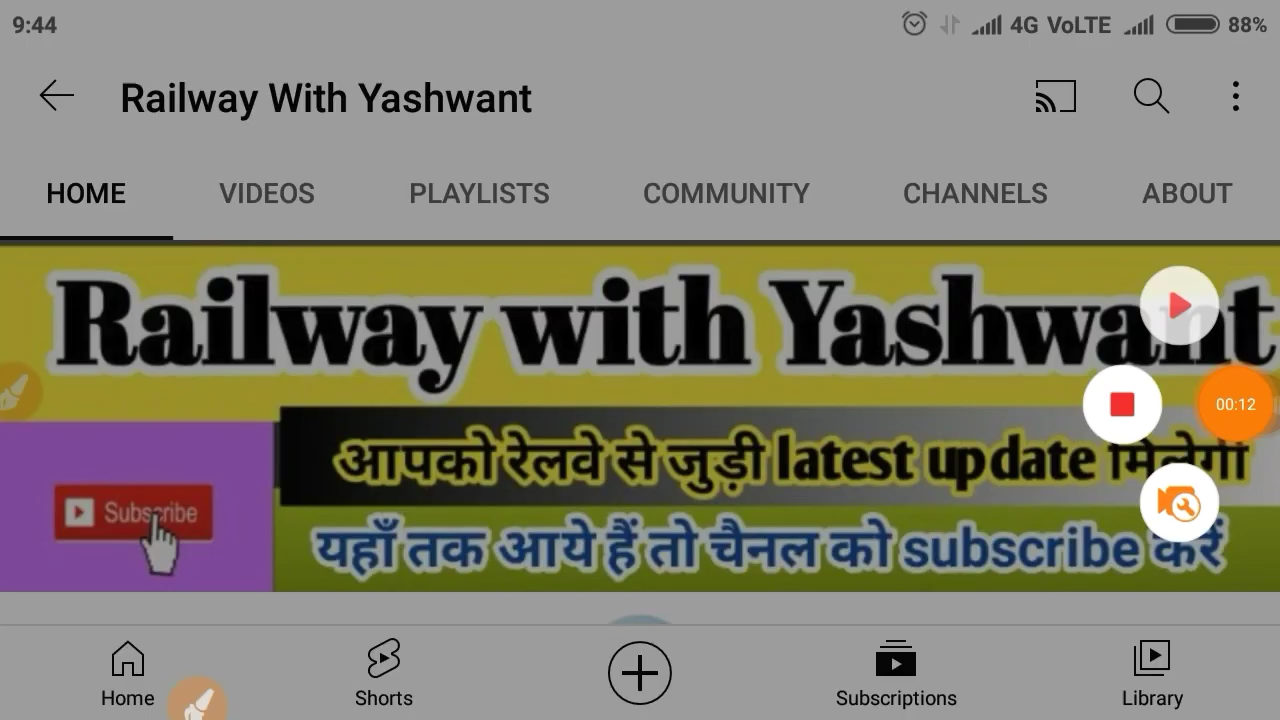 9:44 4G VoLTE 88%
Railway With Yashwant
HOME VIDEOS PLAYLISTS COMMUNITY CHANNELS ABOUT
Railway with Yashwant
00:12
आपको रेलवे से जुड़ी latest update मिलेगी
Subscribe
यहाँ तक आये हैं तो चैनल को subscribe करें
Home Shorts Subscriptions Library